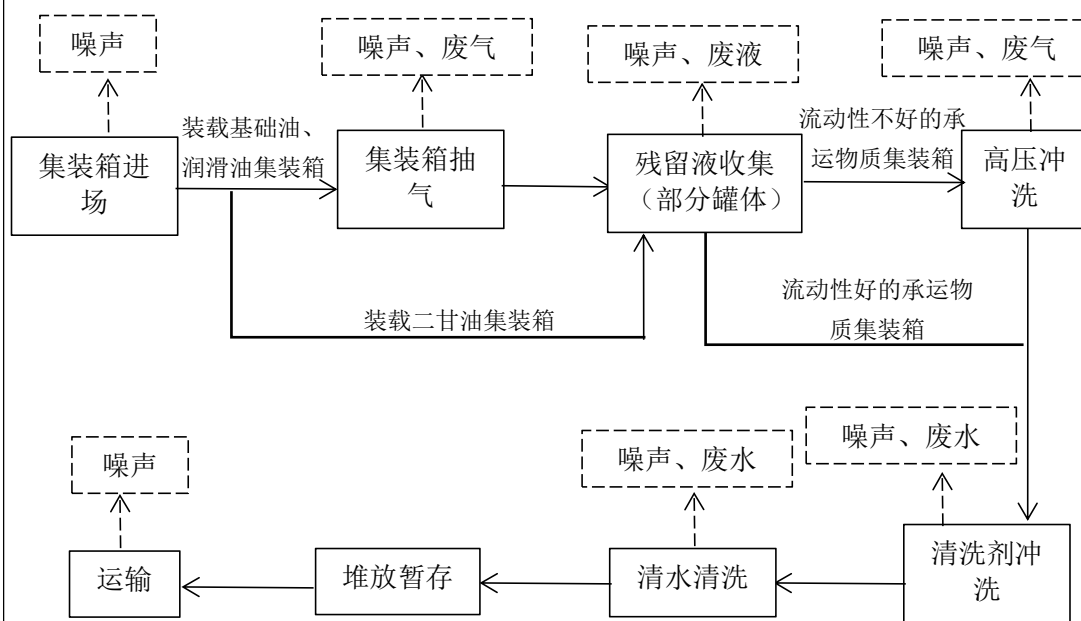 噪声
噪声、废气
噪声、废液
噪声、废气
集装箱进
场
装载基础油、
润滑油集装箱
集装箱抽
气
残留液收集
（部分罐体）
流动性不好的承
运物质集装箱
高压冲
洗
装载二甘油集装箱
流动性好的承运物
质集装箱
噪声
噪声、废水
噪声、废水
运输
堆放暂存
清水清洗
清洗剂冲
洗